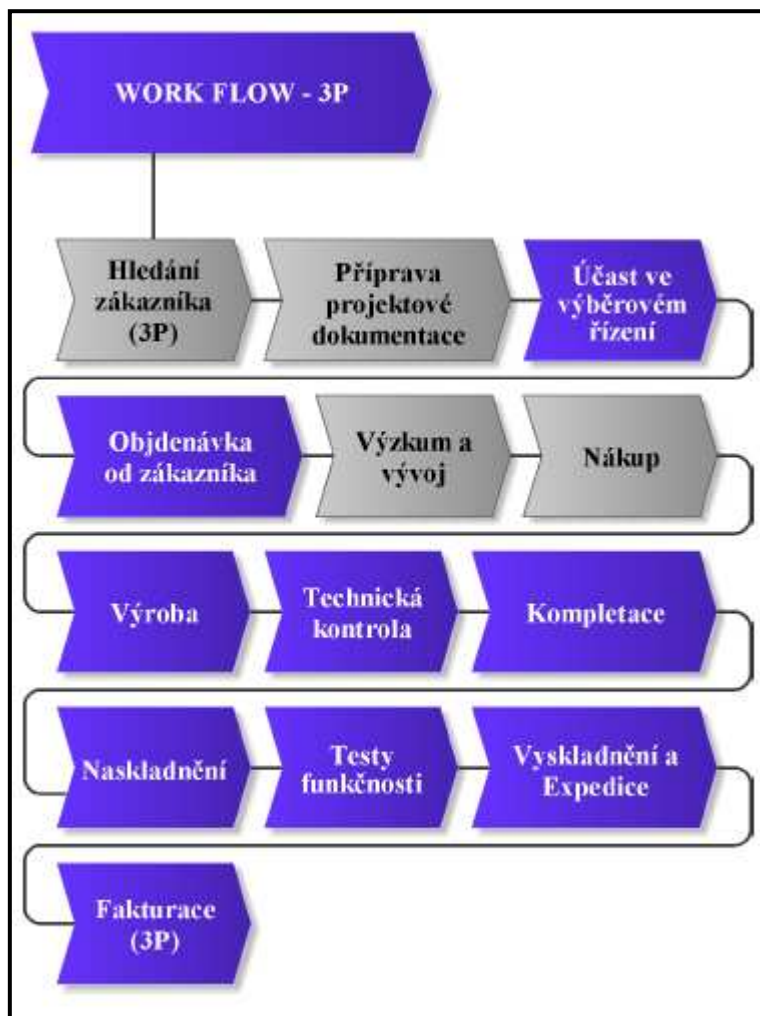 WORK FLOW - 3P
Hledání
zákazníka
(3P)
Příprava
projektové
dokumentace
Účast ve
výběrovém
řízení
Objdenávka
od zákazníka
Výzkum a
vývoj
Nákup
Výroba
Technická
kontrola
Kompletace
Naskladnění
Testy
funkčnosti
Vyskladnění a
Expedice
Fakturace
(3P)